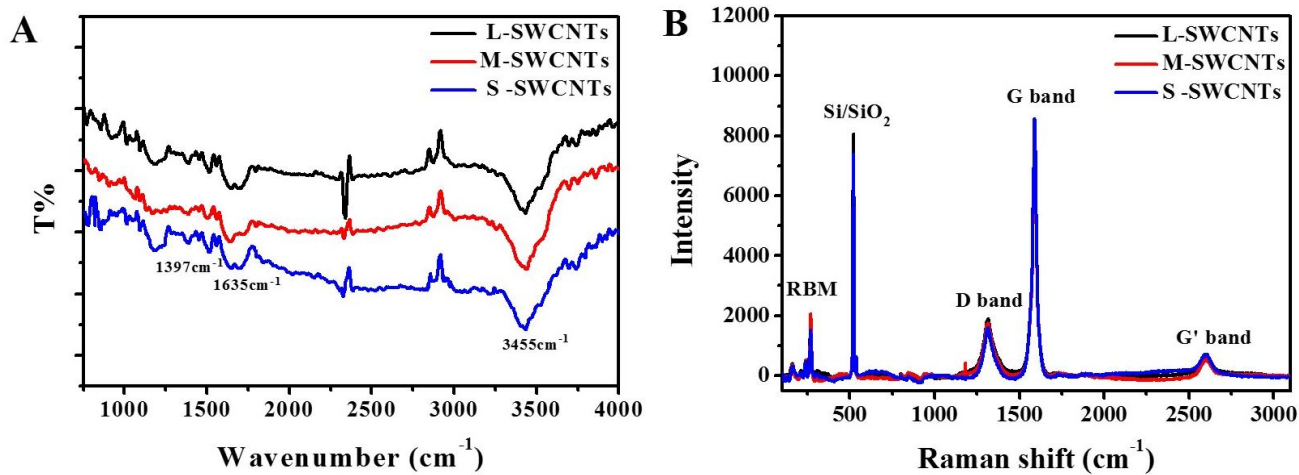 A
L-SWCNTs
M-SWCNTs
S -SWCNTs
T%
1397cm-1
1635cm-1
3455cm-1
1000 1500 2000 2500 3000 3500 4000
Wavenumber (cm-1)
B
12000
10000
8000
6000
4000
2000
0
Intensity
L-SWCNTs
M-SWCNTs
S -SWCNTs
G band
Si/SiO2
RBM
D band
G' band
500 1000 1500 2000 2500 3000
Raman shift (cm-1)